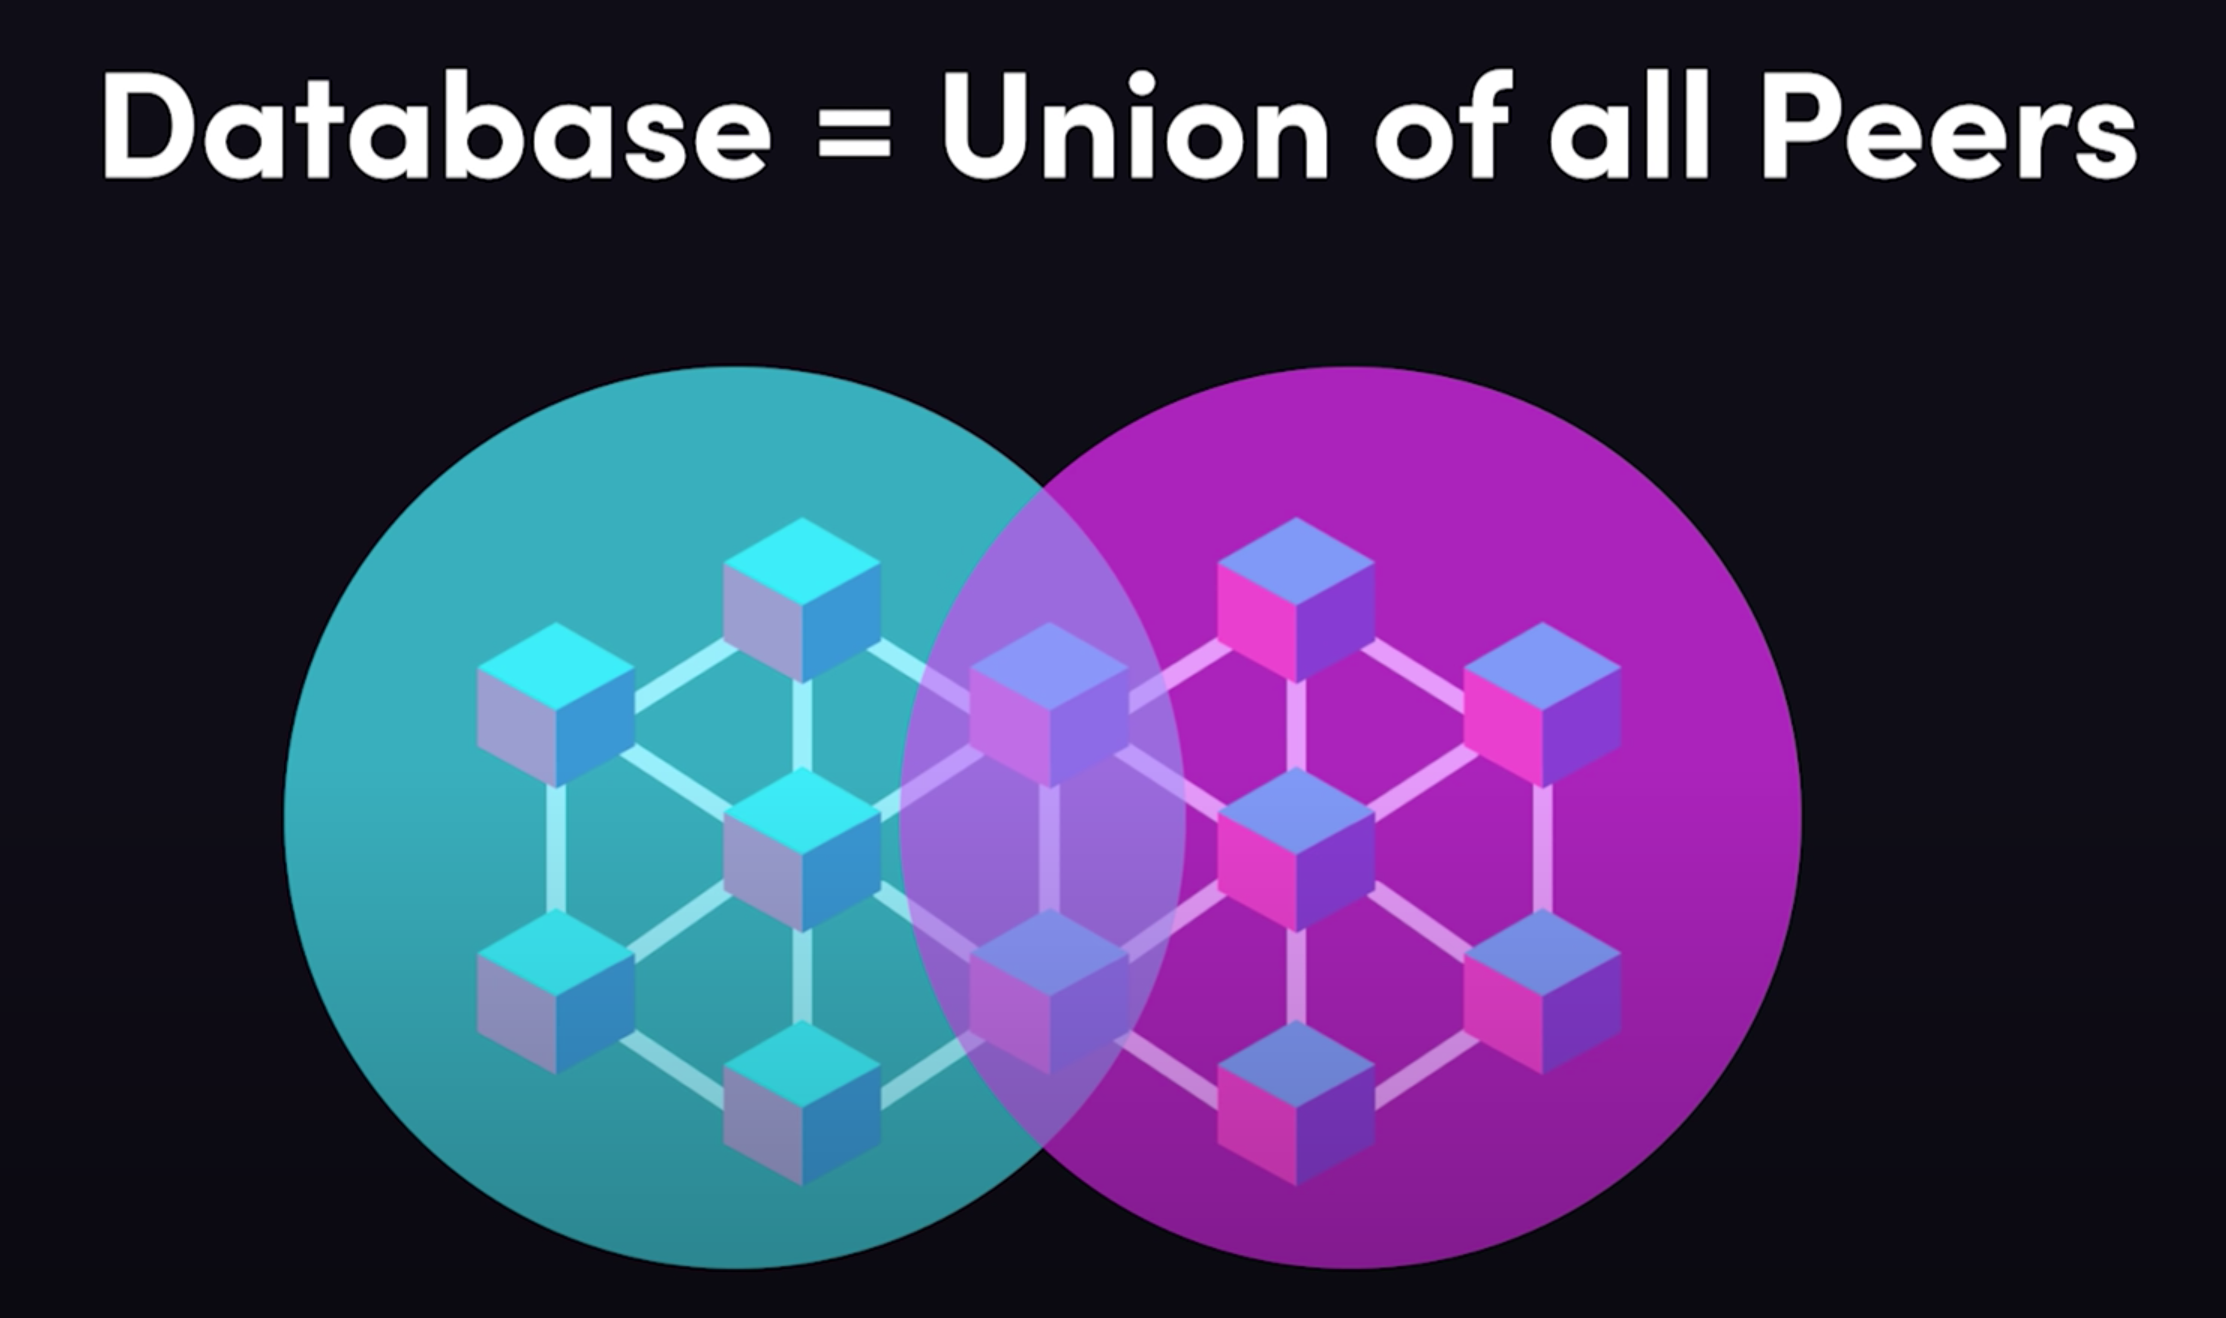 Database = Union of all Peers